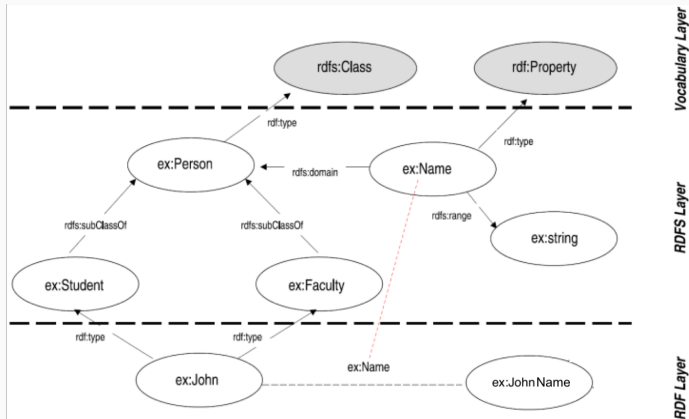 rdfs:Class
rdf:Property
Vocabulary Layer
rdf:type
rdf:type
ex:Person
rdfs:domain
ex:Name
rdfs:subClassOf
rdfs:subClassOf
rdfs:range
ex:string
RDFS Layer
ex:Student
ex:Faculty
rdf:type
rdf:type
ex:Name
ex:John
ex:JohnName
RDF Layer